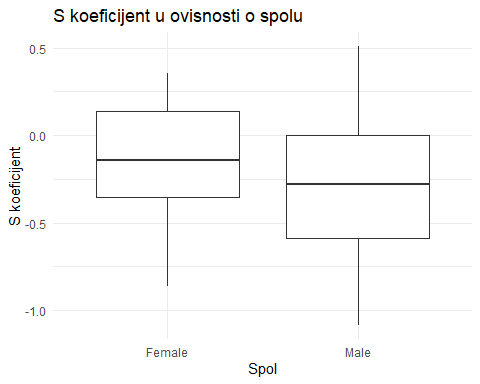 S koeficijent u ovisnosti o spolu
0.5
0.0
-0.5
-1.0
S koeficijent
Female
Male
Spol